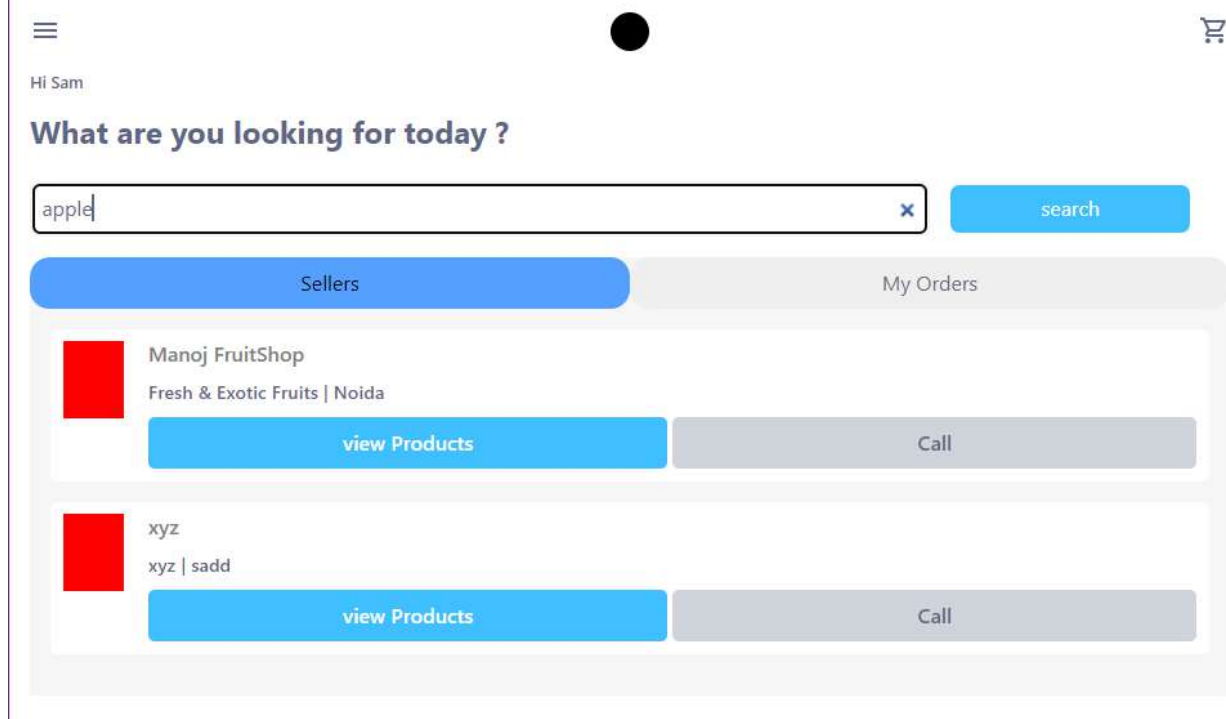 Hi Sam
What are you looking for today ?
apple
search
Sellers
My Orders
Manoj FruitShop
Fresh & Exotic Fruits | Noida
view Products
Call
xyz
xyz | sadd
view Products
Call